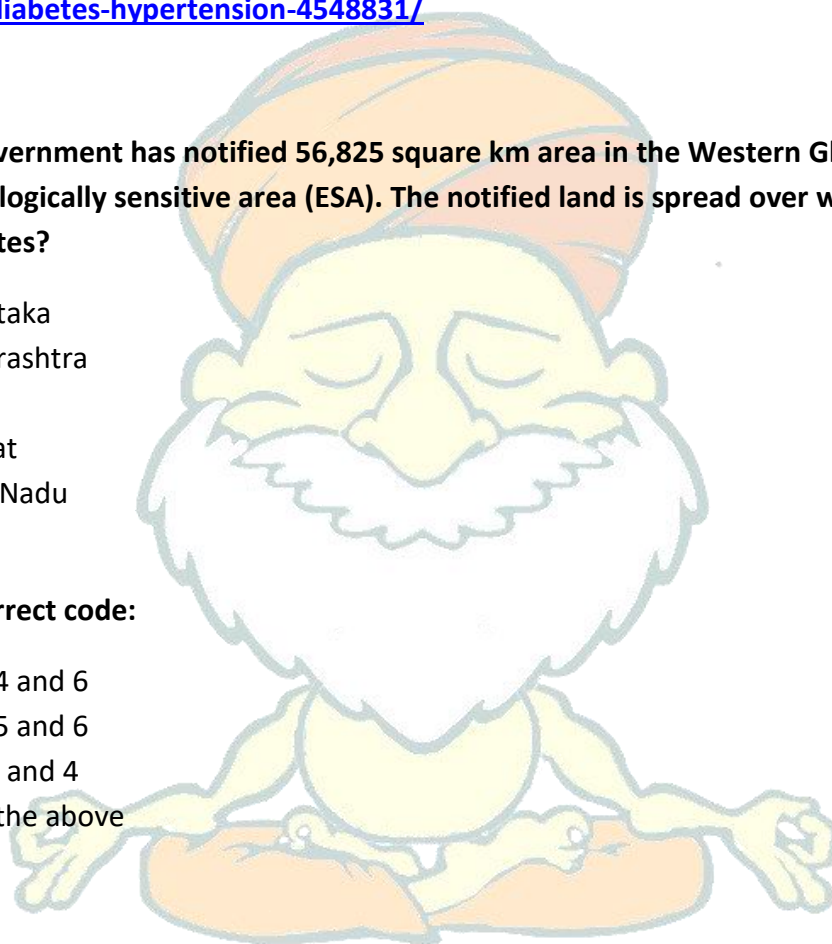 iabetes-hypertension-4548831/
vernment has notified 56,825 square km area in the Western Gh
logically sensitive area (ESA). The notified land is spread over w
tes?
taka
rashtra
at
Nadu
rrect code:
4 and 6
5 and 6
and 4
the above